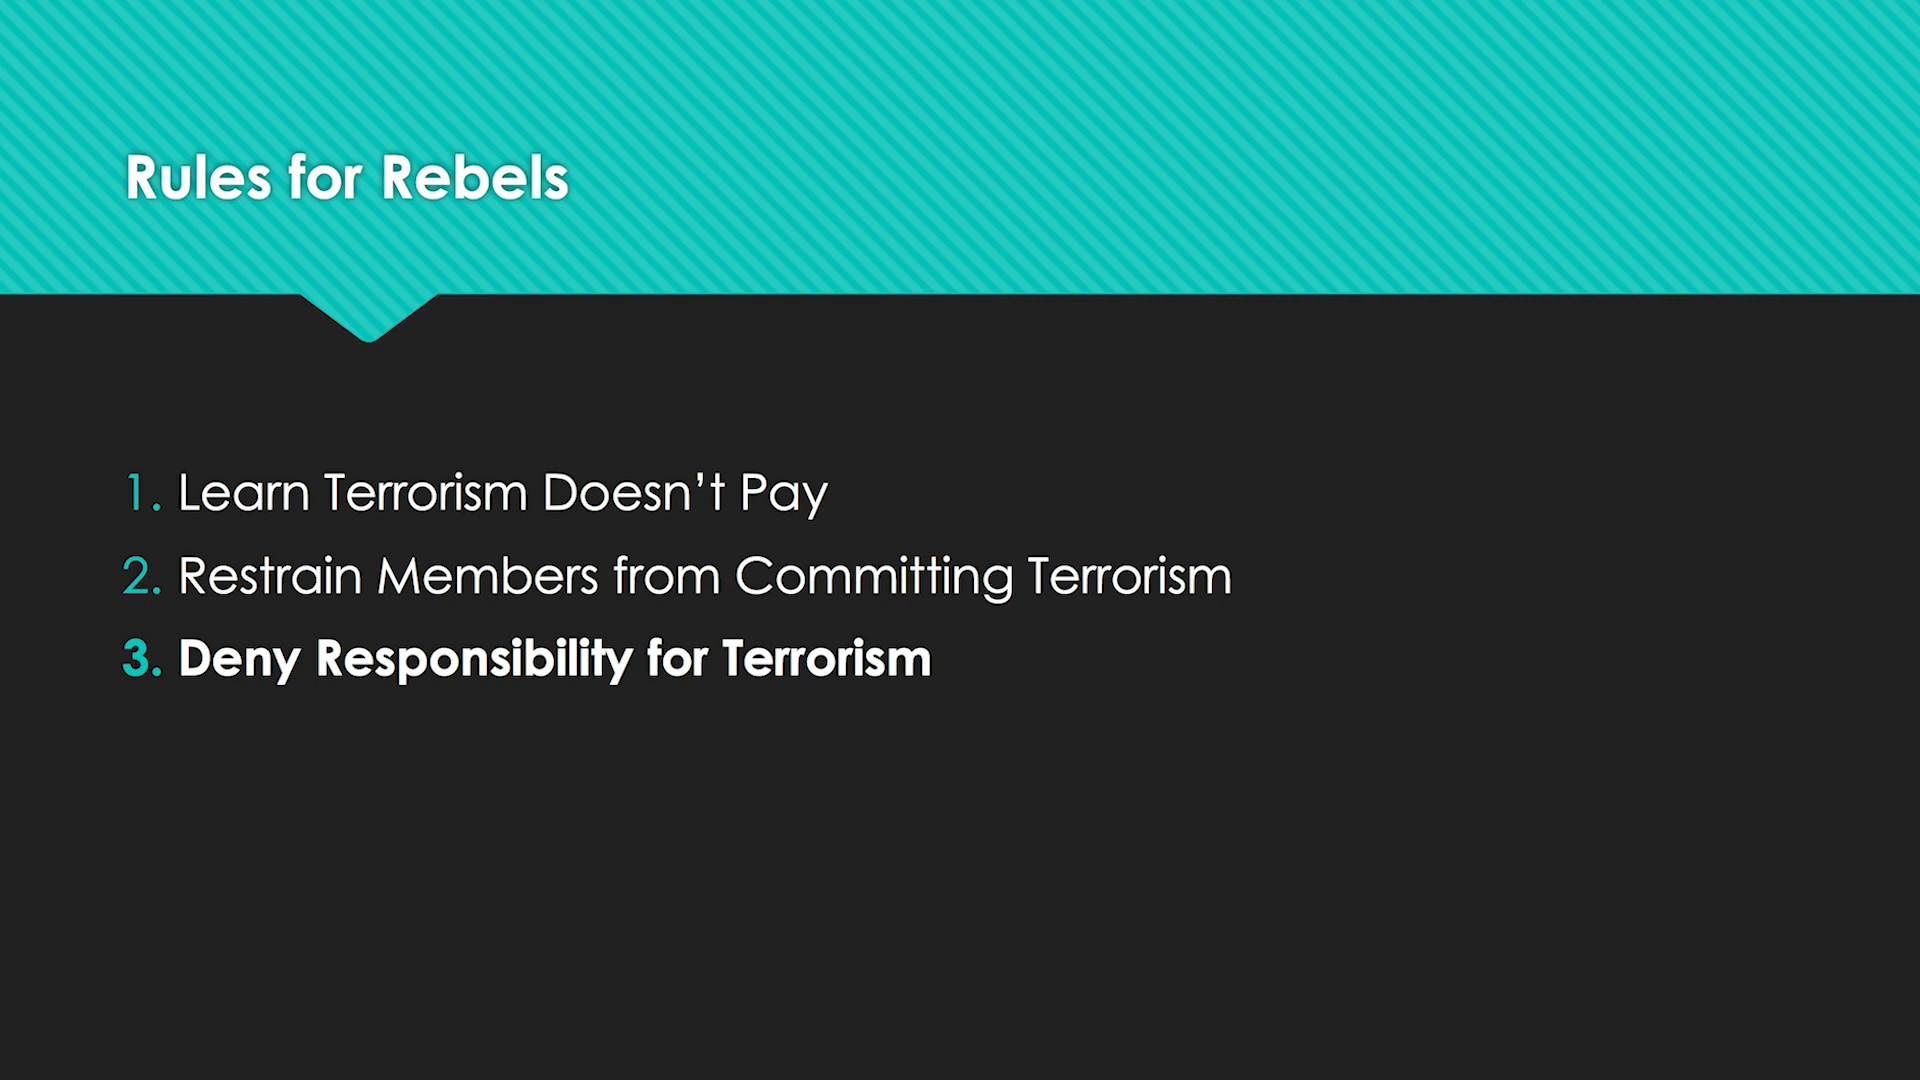 Rules for Rebels
1. Learn Terrorism Doesn’t Pay
2. Restrain Members from Committing Terrorism
3. Deny Responsibility for Terrorism